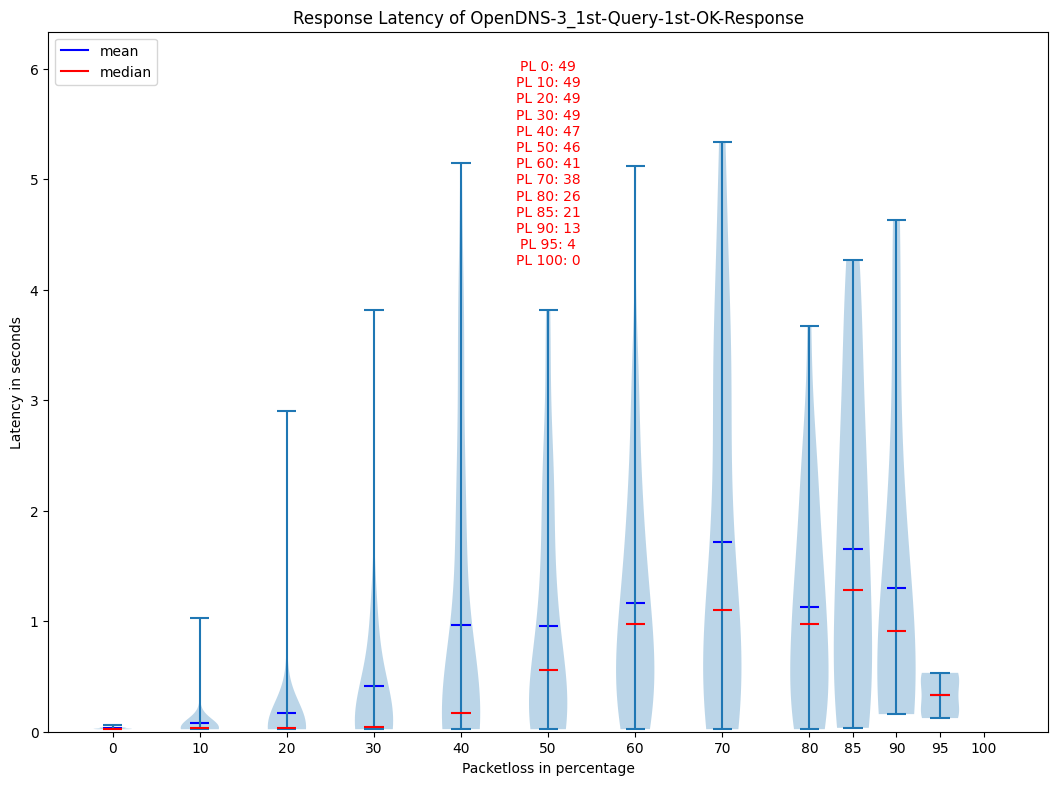 Response Latency of OpenDNS-3_1st-Query-1st-OK-Response
mean
median
PL 0: 49
PL 10: 49
PL 20: 49
PL 30: 49
PL 40: 47
PL 50: 46
PL 60: 41
PL 70: 38
PL 80: 26
PL 85: 21
PL 90: 13
PL 95: 4
PL 100: 0
Latency in seconds
6
5
4
3
2
1
0
0 10 20 30 40 50 60 70 80 85 90 95 100
Packetloss in percentage